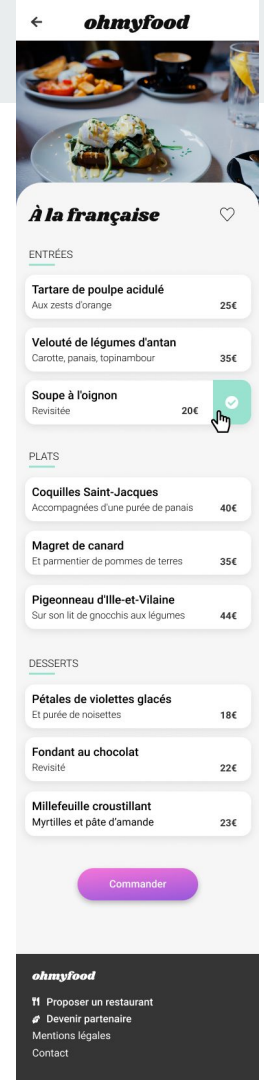 ohmyfood
À la française
ENTRÉES
Tartare de poulpe acidulé
Aux zests d'orange 25€
Velouté de légumes d'antan
Carotte, panais, topinambour 35€
Soupe à l'oignon
Revisitée 20€
PLATS
Coquilles Saint-Jacques
Accompagnées d'une purée de panais 40€
Magret de canard
Et parmentier de pommes de terres 35€
Pigeonneau d'Ille-et-Vilaine
Sur son lit de gnocchis aux légumes 44€
DESSERTS
Pétales de violettes glacés
Et purée de noisettes 18€
Fondant au chocolat
Revisité 22€
Millefeuille croustillant
Myrtilles et pâte d'amande 23€
Commander
ohmyfood
Proposer un restaurant
Devenir partenaire
Mentions légales
Contact